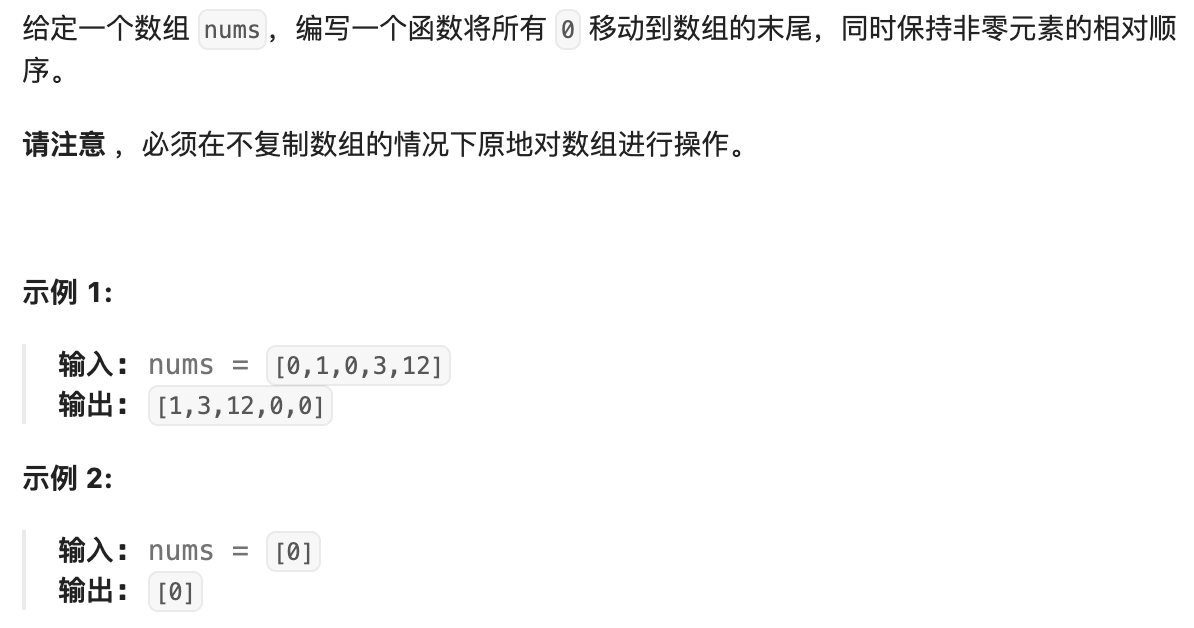 给定一个数组 nums，编写一个函数将所有 0 移动到数组的末尾，同时保持非零元素的相对顺
序。
请注意 ，必须在不复制数组的情况下原地对数组进行操作。
示例 1:
输入: nums = [0,1,0,3,12]
输出: [1,3,12,0,0]
示例 2:
输入: nums = [0]
输出: [0]